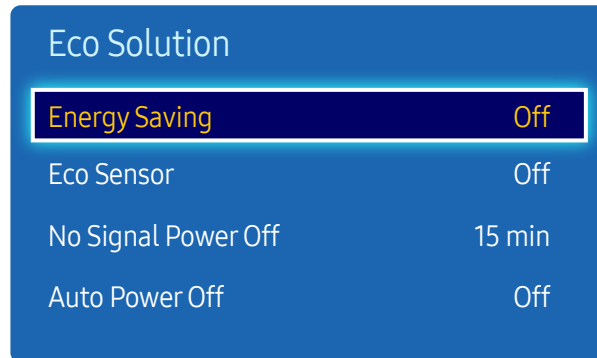 Eco Solution
Energy Saving Off
Eco Sensor Off
No Signal Power Off 15 min
Auto Power Off Off